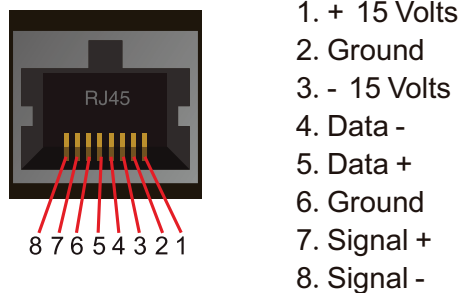 RJ45
8 7 6 5 4 3 2 1
1. + 15 Volts
2. Ground
3. - 15 Volts
4. Data -
5. Data +
6. Ground
7. Signal +
8. Signal -